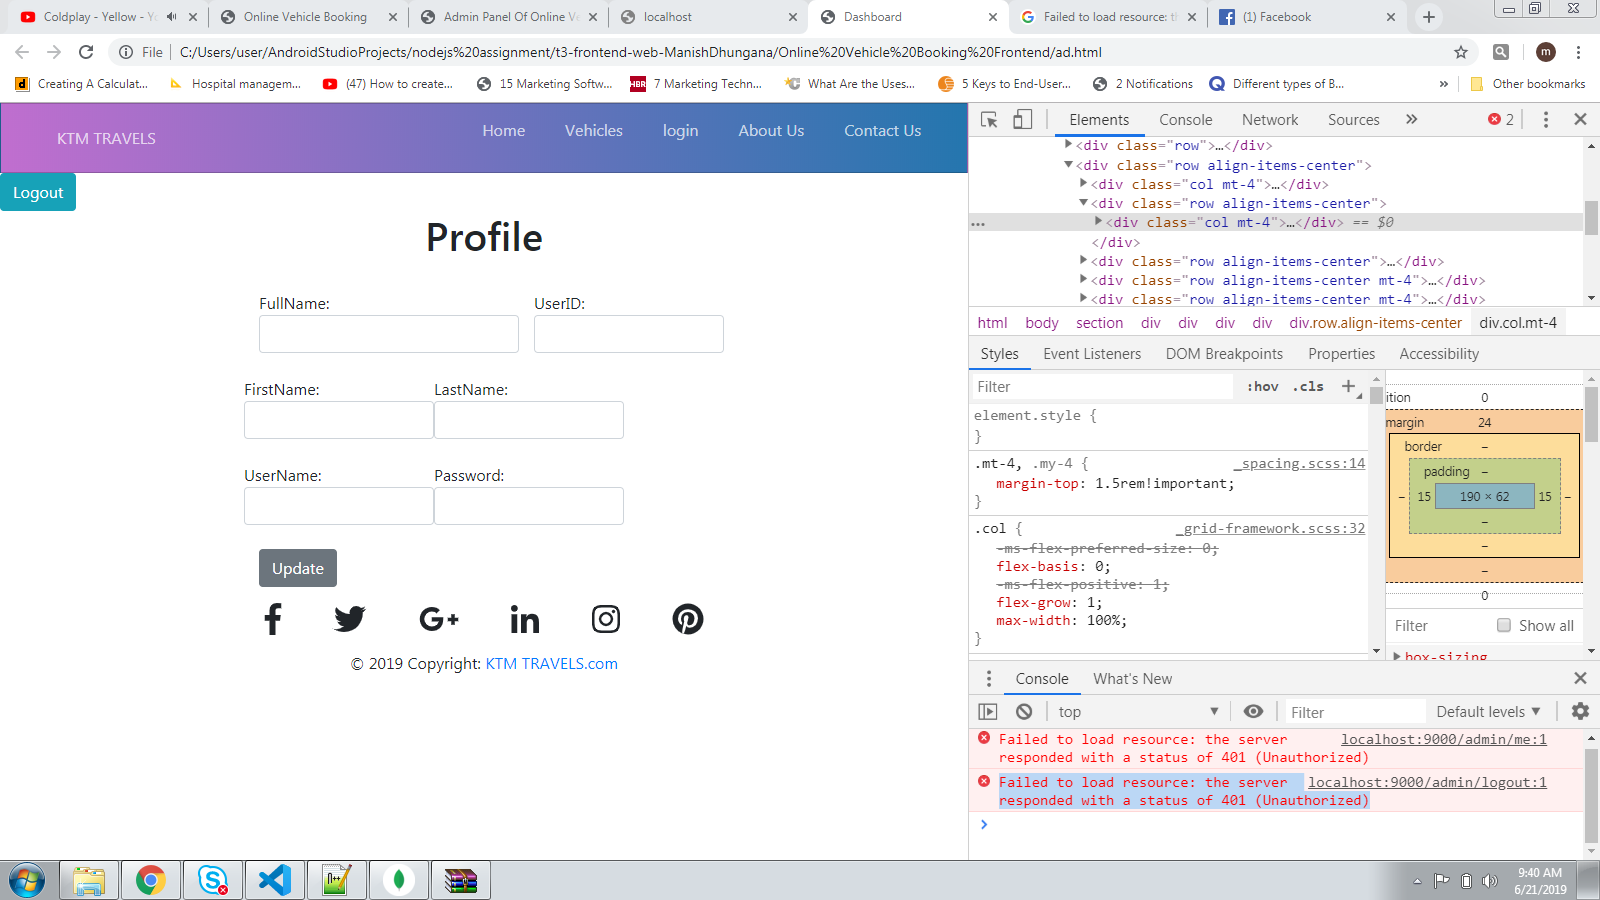 Coldplay - Yellow - Y
Online Vehicle Booking
Admin Panel Of Online Ve
localhost
Dashboard
Failed to load resource: th
(1) Facebook
File
C:/Users/user/AndroidStudioProjects/nodejs%20assignment/t3-frontend-web-ManishDhungana/Online%20Vehicle%20Booking%20Frontend/ad.html
m
Creating A Calculat...
Hospital managem...
(47) How to create...
15 Marketing Softw...
HBR
7 Marketing Techn...
What Are the Uses...
5 Keys to End-User...
2 Notifications
Different types of B...
»
Other bookmarks
KTM TRAVELS
Home
Vehicles
login
About Us
Contact Us
Logout
Profile
FullName:
UserID:
FirstName:
LastName:
UserName:
Password:
Update
© 2019 Copyright: KTM TRAVELS.com
Elements
Console
Network
Sources
»
2
<div class="row">…</div>
<div class="row align-items-center">
<div class="col mt-4">…</div>
<div class="row align-items-center">
<div class="col mt-4">…</div> == $0
</div>
<div class="row align-items-center">…</div>
<div class="row align-items-center mt-4">…</div>
<div class="row align-items-center mt-4">…</div>
html
body
section
div
div
div
div
div.row.align-items-center
div.col.mt-4
Styles
Event Listeners
DOM Breakpoints
Properties
Accessibility
Filter
:hov
.cls
element.style {
}
.mt-4, .my-4 {
_spacing.scss:14
margin-top: 1.5rem!important;
}
.col {
_grid-framework.scss:32
-ms-flex-preferred-size: 0;
flex-basis: 0;
-ms-flex-positive: 1;
flex-grow: 1;
max-width: 100%;
}
ition
0
margin
24
border
–
padding
–
–
15
190 × 62
15
–
–
–
–
0
Filter
Show all
box-sizing
Console
What's New
top
Filter
Default levels
Failed to load resource: the server
localhost:9000/admin/me:1
responded with a status of 401 (Unauthorized)
Failed to load resource: the server
localhost:9000/admin/logout:1
responded with a status of 401 (Unauthorized)
9:40 AM
6/21/2019